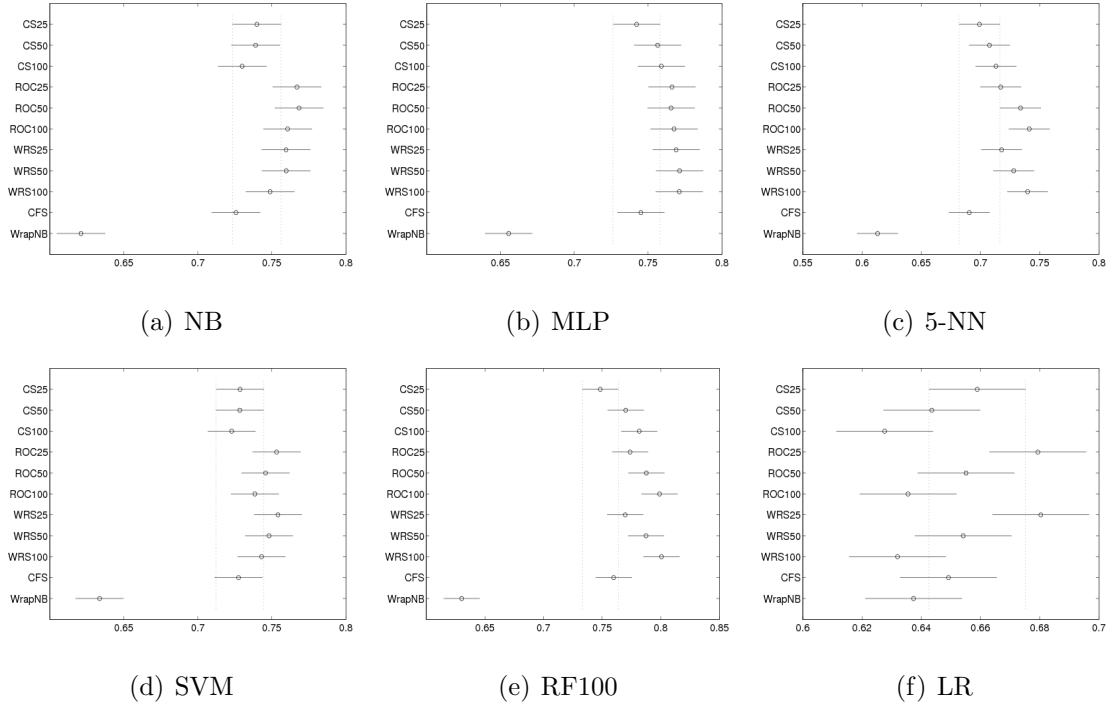 CS25
CS50
CS100
ROC25
ROC50
ROC100
WRS25
WRS50
WRS100
CFS
WrapNB
0.65 0.7 0.75 0.8
(a) NB
CS25
CS50
CS100
ROC25
ROC50
ROC100
WRS25
WRS50
WRS100
CFS
WrapNB
0.65 0.7 0.75 0.8
(b) MLP
CS25
CS50
CS100
ROC25
ROC50
ROC100
WRS25
WRS50
WRS100
CFS
WrapNB
0.55 0.6 0.65 0.7 0.75 0.8
(c) 5-NN
CS25
CS50
CS100
ROC25
ROC50
ROC100
WRS25
WRS50
WRS100
CFS
WrapNB
0.65 0.7 0.75 0.8
(d) SVM
CS25
CS50
CS100
ROC25
ROC50
ROC100
WRS25
WRS50
WRS100
CFS
WrapNB
0.65 0.7 0.75 0.8 0.85
(e) RF100
CS25
CS50
CS100
ROC25
ROC50
ROC100
WRS25
WRS50
WRS100
CFS
WrapNB
0.6 0.62 0.64 0.66 0.68 0.7
(f) LR